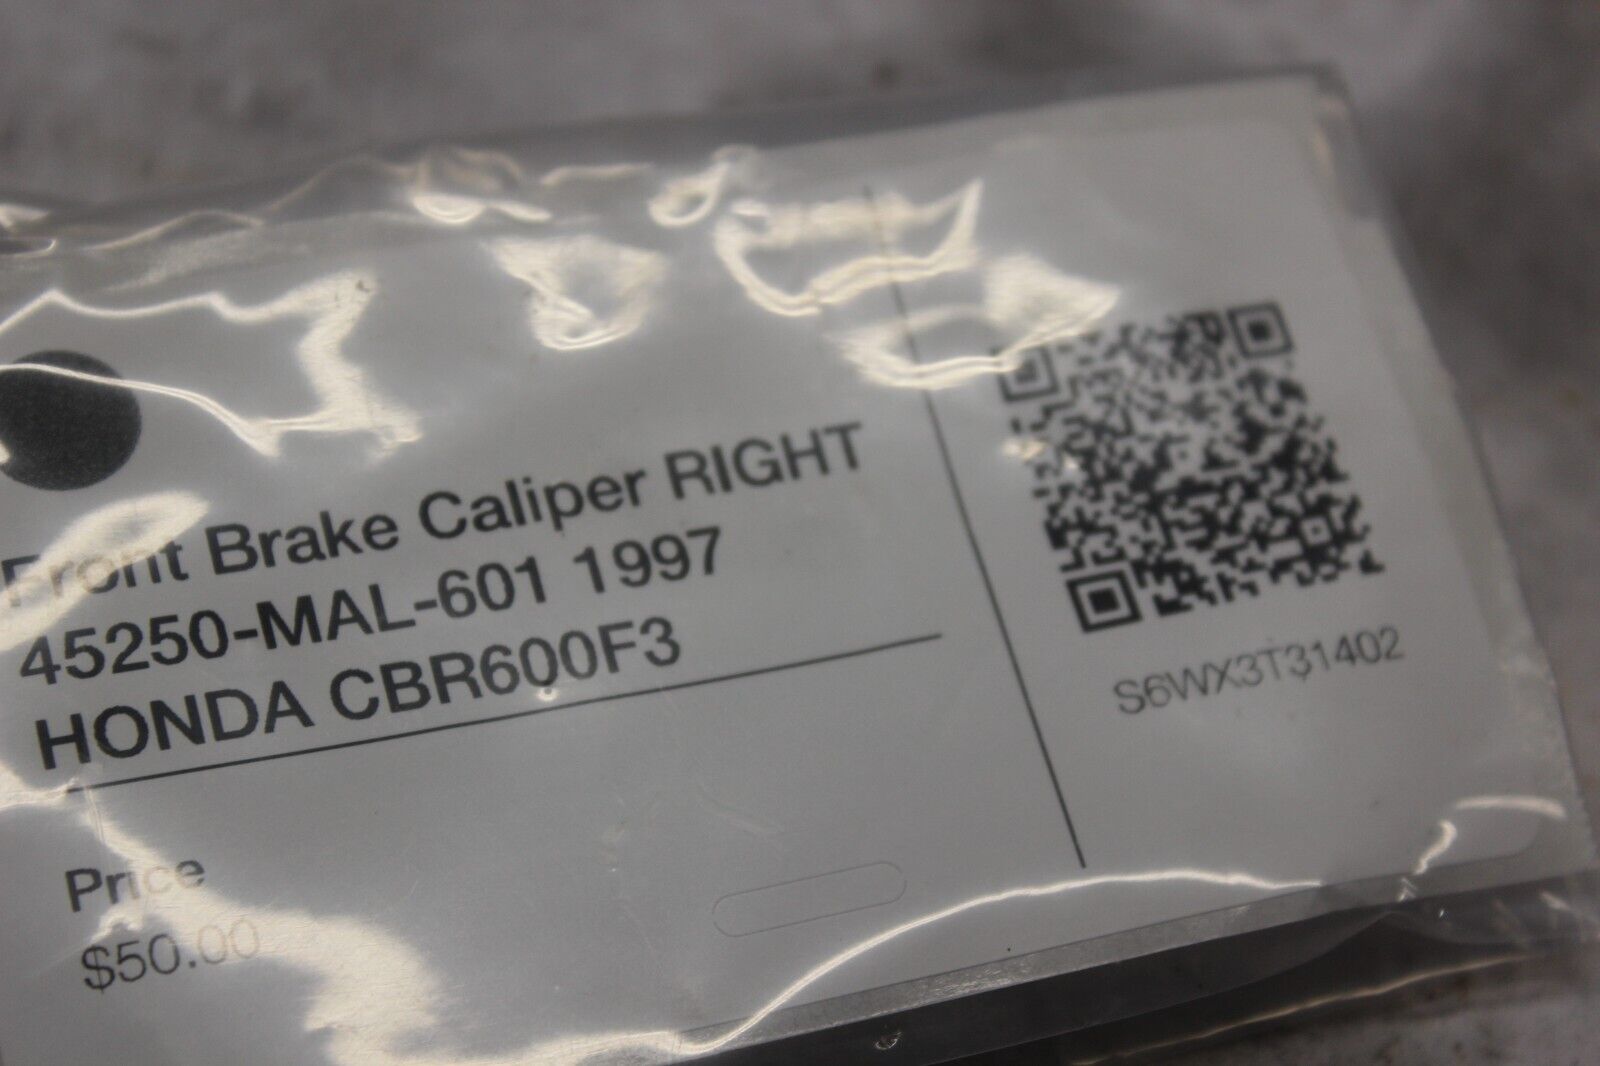 Front Brake Caliper RIGHT
45250-MAL-601 1997
HONDA CBR600F3
Price
$50.00
S6WX3T31402